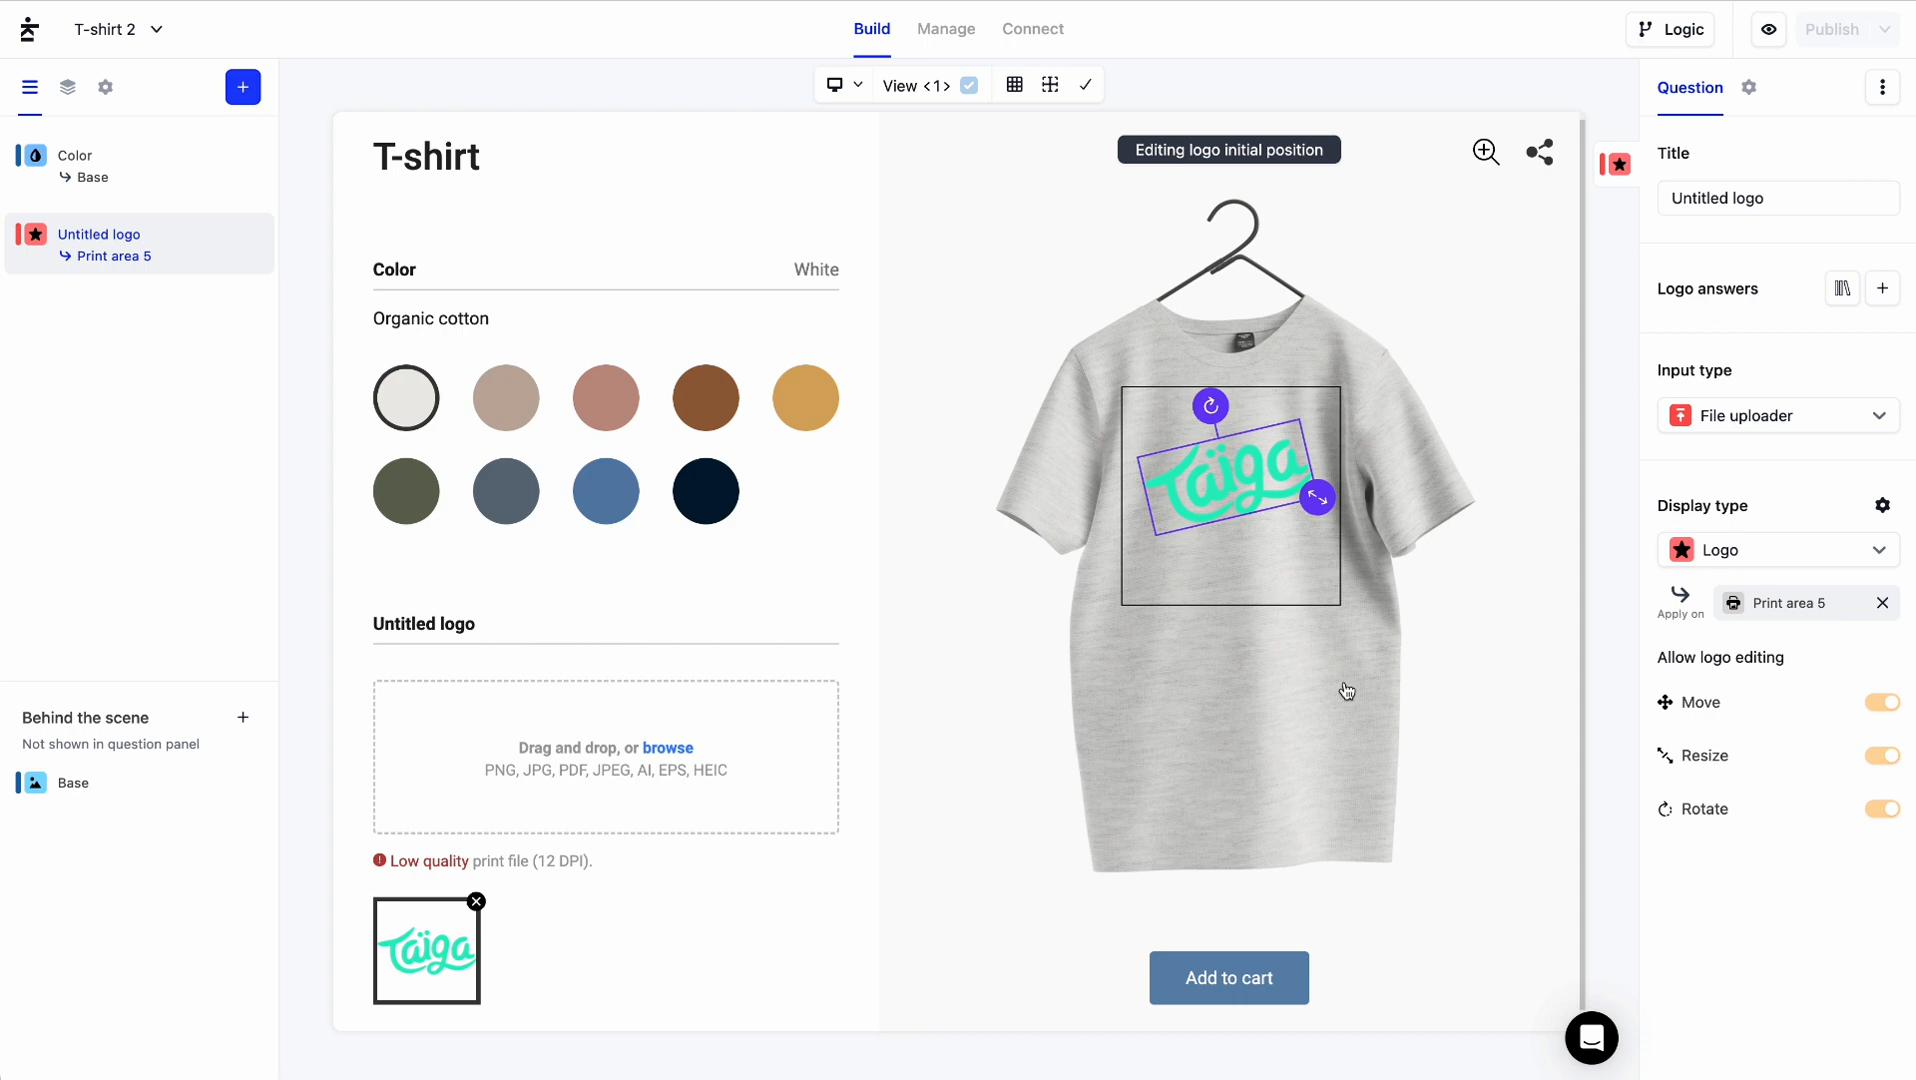 T-shirt 2
Build
Manage
Connect
Logic
Publish
Color
Base
Untitled logo
Print area 5
Behind the scene
Not shown in question panel
Base
View <1>
T-shirt
Editing logo initial position
Color
White
Organic cotton
Untitled logo
Drag and drop, or browse
PNG, JPG, PDF, JPEG, AI, EPS, HEIC
Low quality print file (12 DPI).
Taïga
Taïga
Add to cart
Question
Title
Untitled logo
Logo answers
Input type
File uploader
Display type
Logo
Apply on
Print area 5
Allow logo editing
Move
Resize
Rotate